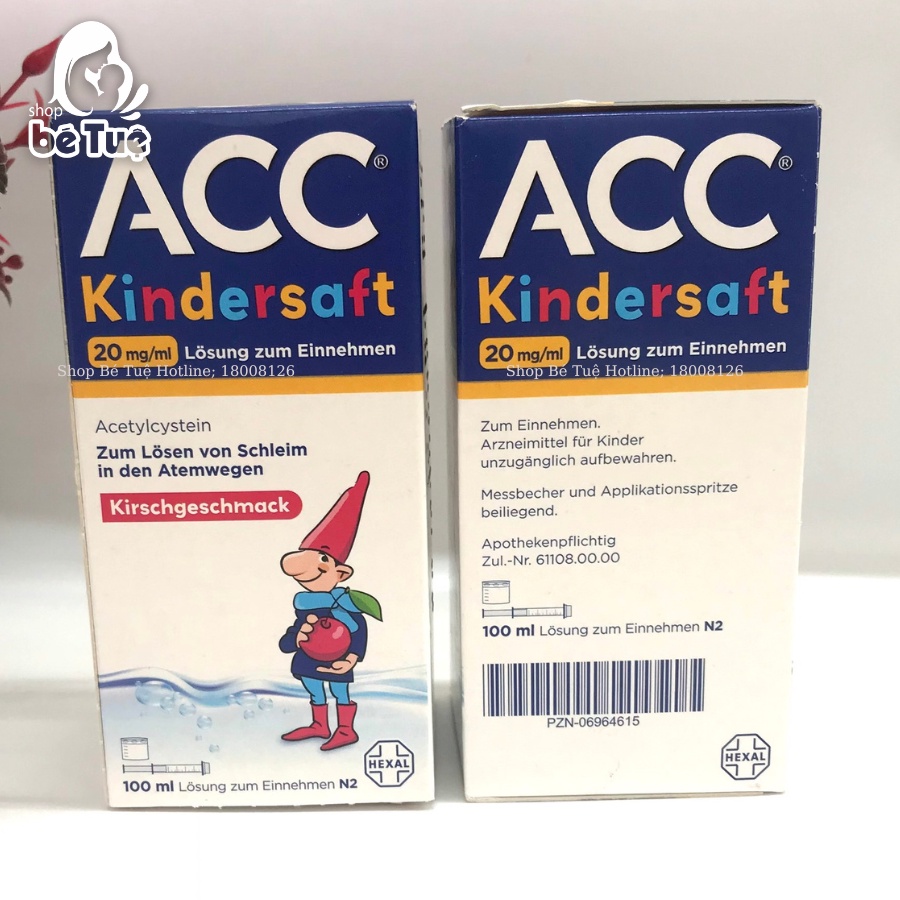 shop
bé Tuệ
ACC®
Kindersaft
20 mg/ml Lösung zum Einnehmen
Shop Bé Tuệ Hotline; 18008126
Acetylcystein
Zum Lösen von Schleim
in den Atemwegen
Kirschgeschmack
100 ml Lösung zum Einnehmen N2
HEXAL
ACC®
Kindersaft
20 mg/ml Lösung zum Einnehmen
Shop Bé Tuệ Hotline; 18008126
Zum Einnehmen.
Arzneimittel für Kinder
unzugänglich aufbewahren.
Messbecher und Applikationsspritze
beiliegend.
Apothekenpflichtig
Zul.-Nr. 61108.00.00
100 ml Lösung zum Einnehmen N2
PZN-06964615
HEXAL